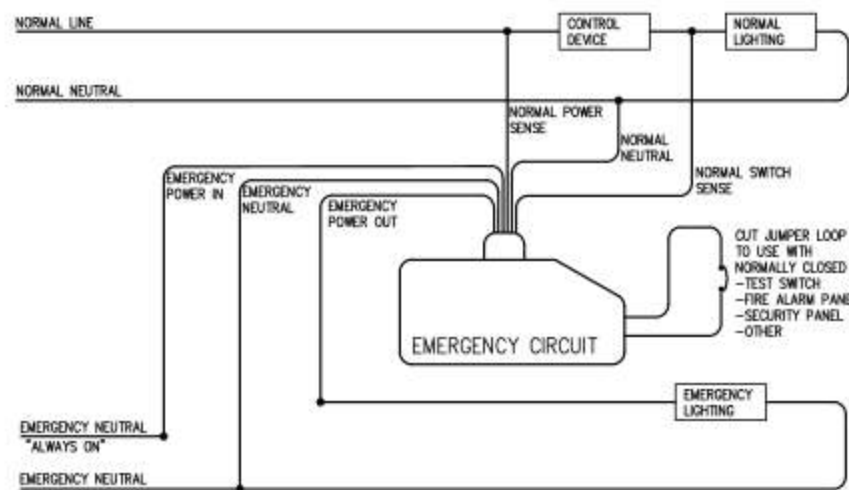 NORMAL LINE
CONTROL
DEVICE
NORMAL
LIGHTING
NORMAL NEUTRAL
NORMAL POWER
SENSE
NORMAL
NEUTRAL
NORMAL SWITCH
SENSE
EMERGENCY
POWER IN
EMERGENCY
NEUTRAL
EMERGENCY
POWER OUT
CUT JUMPER LOOP
TO USE WITH
NORMALLY CLOSED
-TEST SWITCH
-FIRE ALARM PANE
-SECURITY PANEL
-OTHER
EMERGENCY CIRCUIT
EMERGENCY
LIGHTING
EMERGENCY NEUTRAL
"ALWAYS ON"
EMERGENCY NEUTRAL